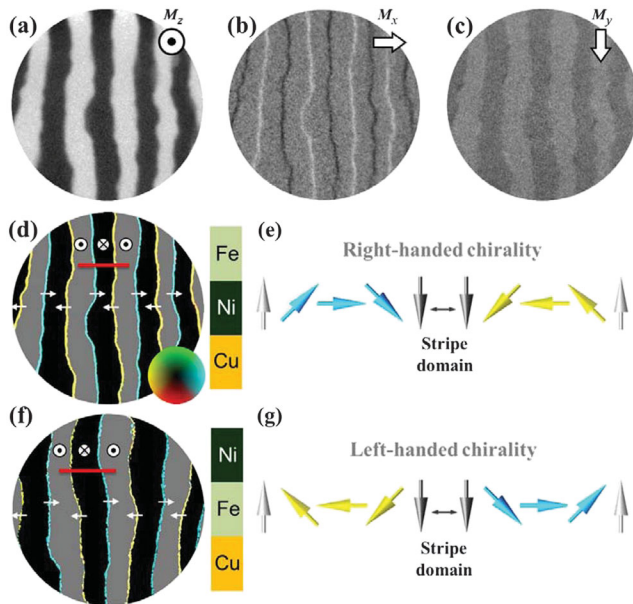 (a)
M_z
(b)
M_x
(c)
M_y
(d)
Fe
Ni
Cu
(e)
Right-handed chirality
Stripe
domain
(f)
Ni
Fe
Cu
(g)
Left-handed chirality
Stripe
domain